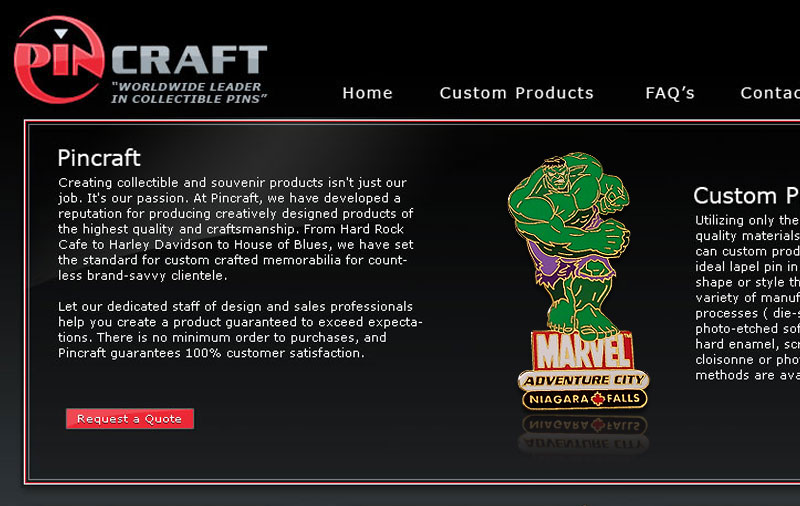 PINCRAFT
"WORLDWIDE LEADER
IN COLLECTIBLE PINS"
Home Custom Products FAQ's Contac
Pincraft
Creating collectible and souvenir products isn't just our
job. It's our passion. At Pincraft, we have developed a
reputation for producing creatively designed products of
the highest quality and craftsmanship. From Hard Rock
Cafe to Harley Davidson to House of Blues, we have set
the standard for custom crafted memorabilia for count-
less brand-savvy clientele.
Let our dedicated staff of design and sales professionals
help you create a product guaranteed to exceed expecta-
tions. There is no minimum order to purchases, and
Pincraft guarantees 100% customer satisfaction.
Request a Quote
MARVEL
ADVENTURE CITY
NIAGARA FALLS
Custom P
Utilizing only the
quality materials
can custom prod
ideal lapel pin in
shape or style th
variety of manuf
processes ( die-s
photo-etched sof
hard enamel, scr
cloisonne or phot
methods are ava